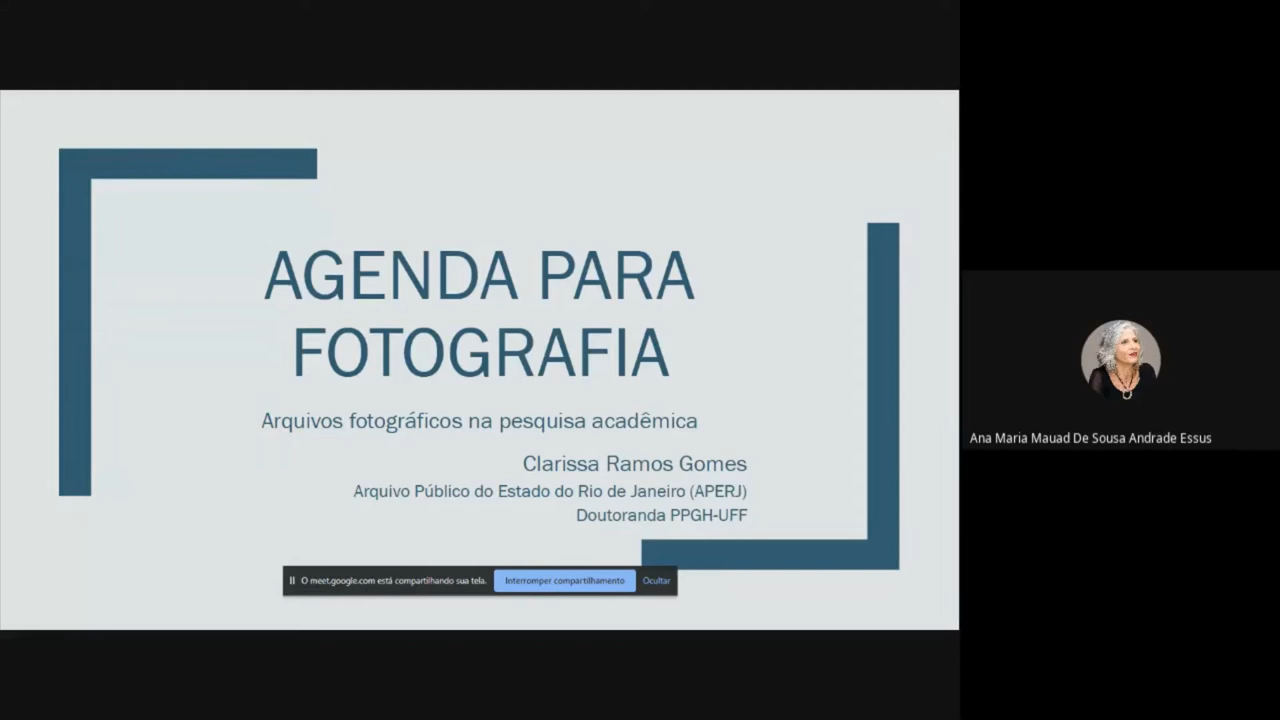 AGENDA PARA
FOTOGRAFIA
Arquivos fotográficos na pesquisa acadêmica
Clarissa Ramos Gomes
Arquivo Público do Estado do Rio de Janeiro (APERJ)
Doutoranda PPGH-UFF
O meet.google.com está compartilhando sua tela. Interromper compartilhamento Ocultar
Ana Maria Mauad De Sousa Andrade Essus